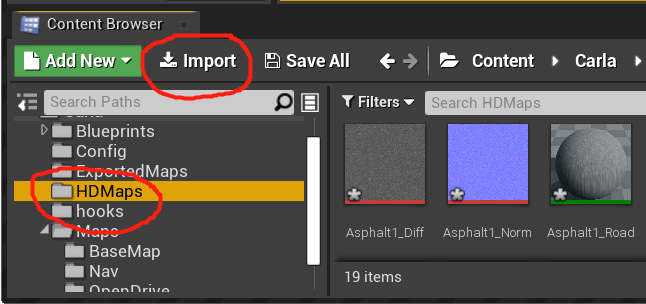 Content Browser
Add New Import Save All Content Carla
Search Paths
Filters Search HDMaps
Blueprints
Config
ExportedMaps
HDMaps
hooks
Maps
BaseMap
Nav
OpenDrive
Asphalt1_Diff Asphalt1_Norm Asphalt1_Road
19 items